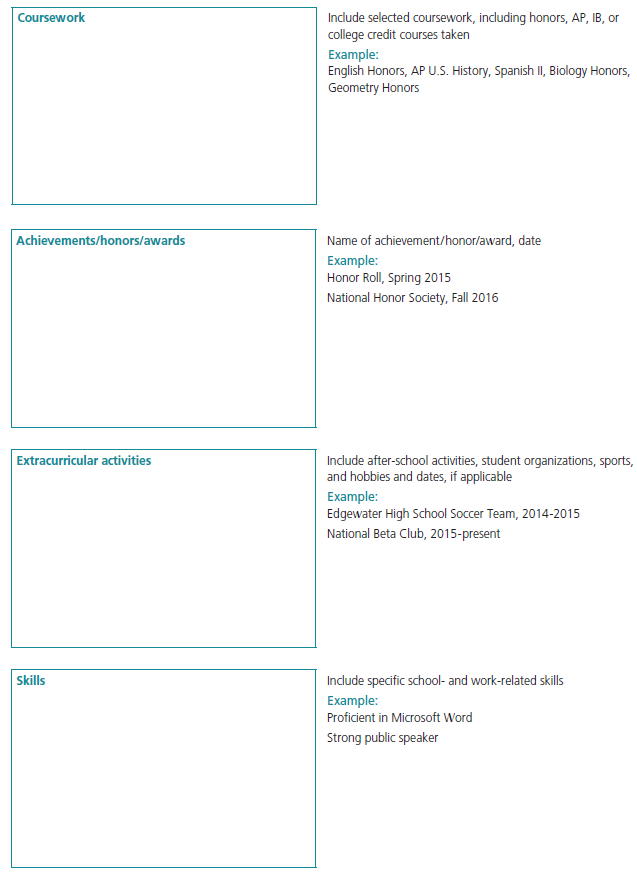 Coursework
Include selected coursework, including honors, AP, IB, or
college credit courses taken
Example:
English Honors, AP U.S. History, Spanish II, Biology Honors,
Geometry Honors
Achievements/honors/awards
Name of achievement/honor/award, date
Example:
Honor Roll, Spring 2015
National Honor Society, Fall 2016
Extracurricular activities
Include after-school activities, student organizations, sports,
and hobbies and dates, if applicable
Example:
Edgewater High School Soccer Team, 2014-2015
National Beta Club, 2015-present
Skills
Include specific school- and work-related skills
Example:
Proficient in Microsoft Word
Strong public speaker